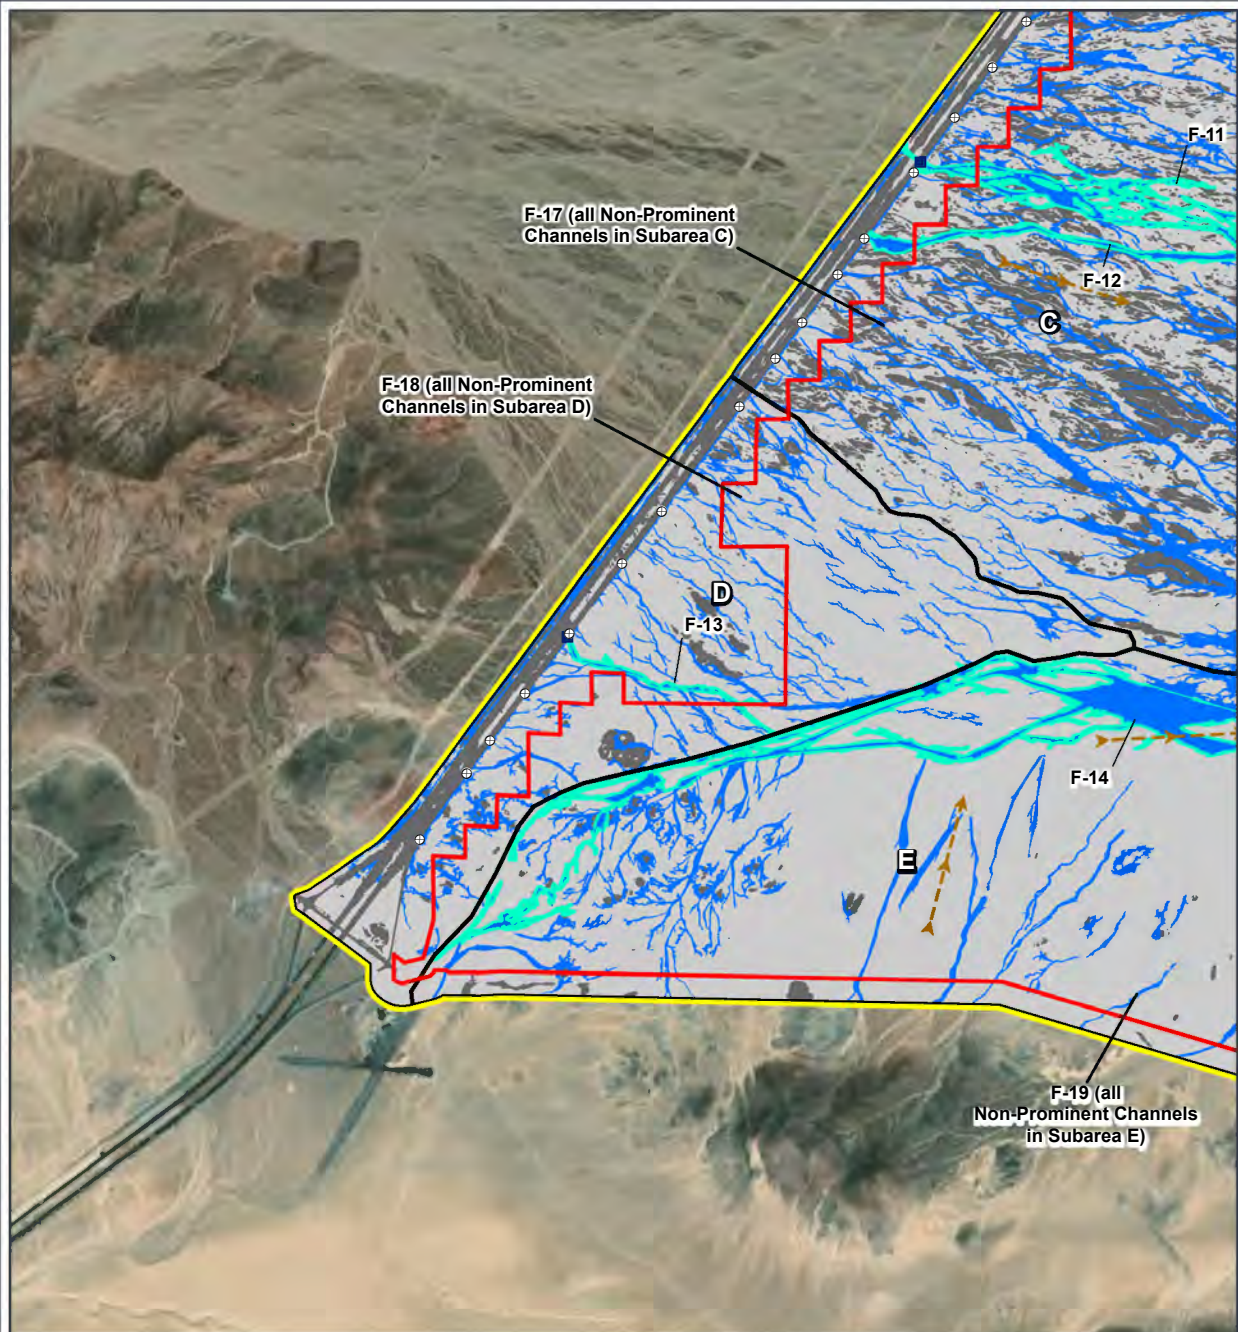 F-11
F-17 (all Non-Prominent
Channels in Subarea C)
F-12
C
F-18 (all Non-Prominent
Channels in Subarea D)
D
F-13
F-14
E
F-19 (all
Non-Prominent Channels
in Subarea E)